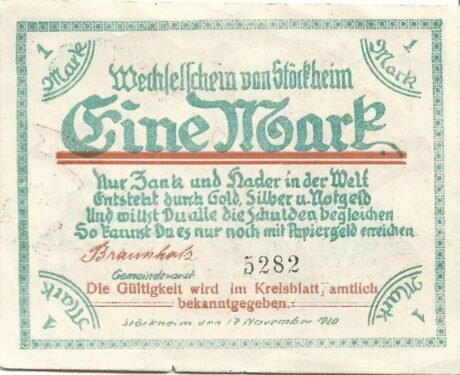 1 Mark
1 Mark
Wechselschein von Stöckheim
Eine Mark
Nur Zank und Hader in der Welt
Entsteht durch Gold, Silber u. Notgeld
Und willst Du alle die Schulden begleichen
So kannst Du es nur noch mit Papiergeld erreichen.
Braunholz
5282
Gemeindevorst
Die Gültigkeit wird im Kreisblatt amtlich
bekanntgegeben.
Stöckheim den 17 November 1920
1 Mark
1 Mark